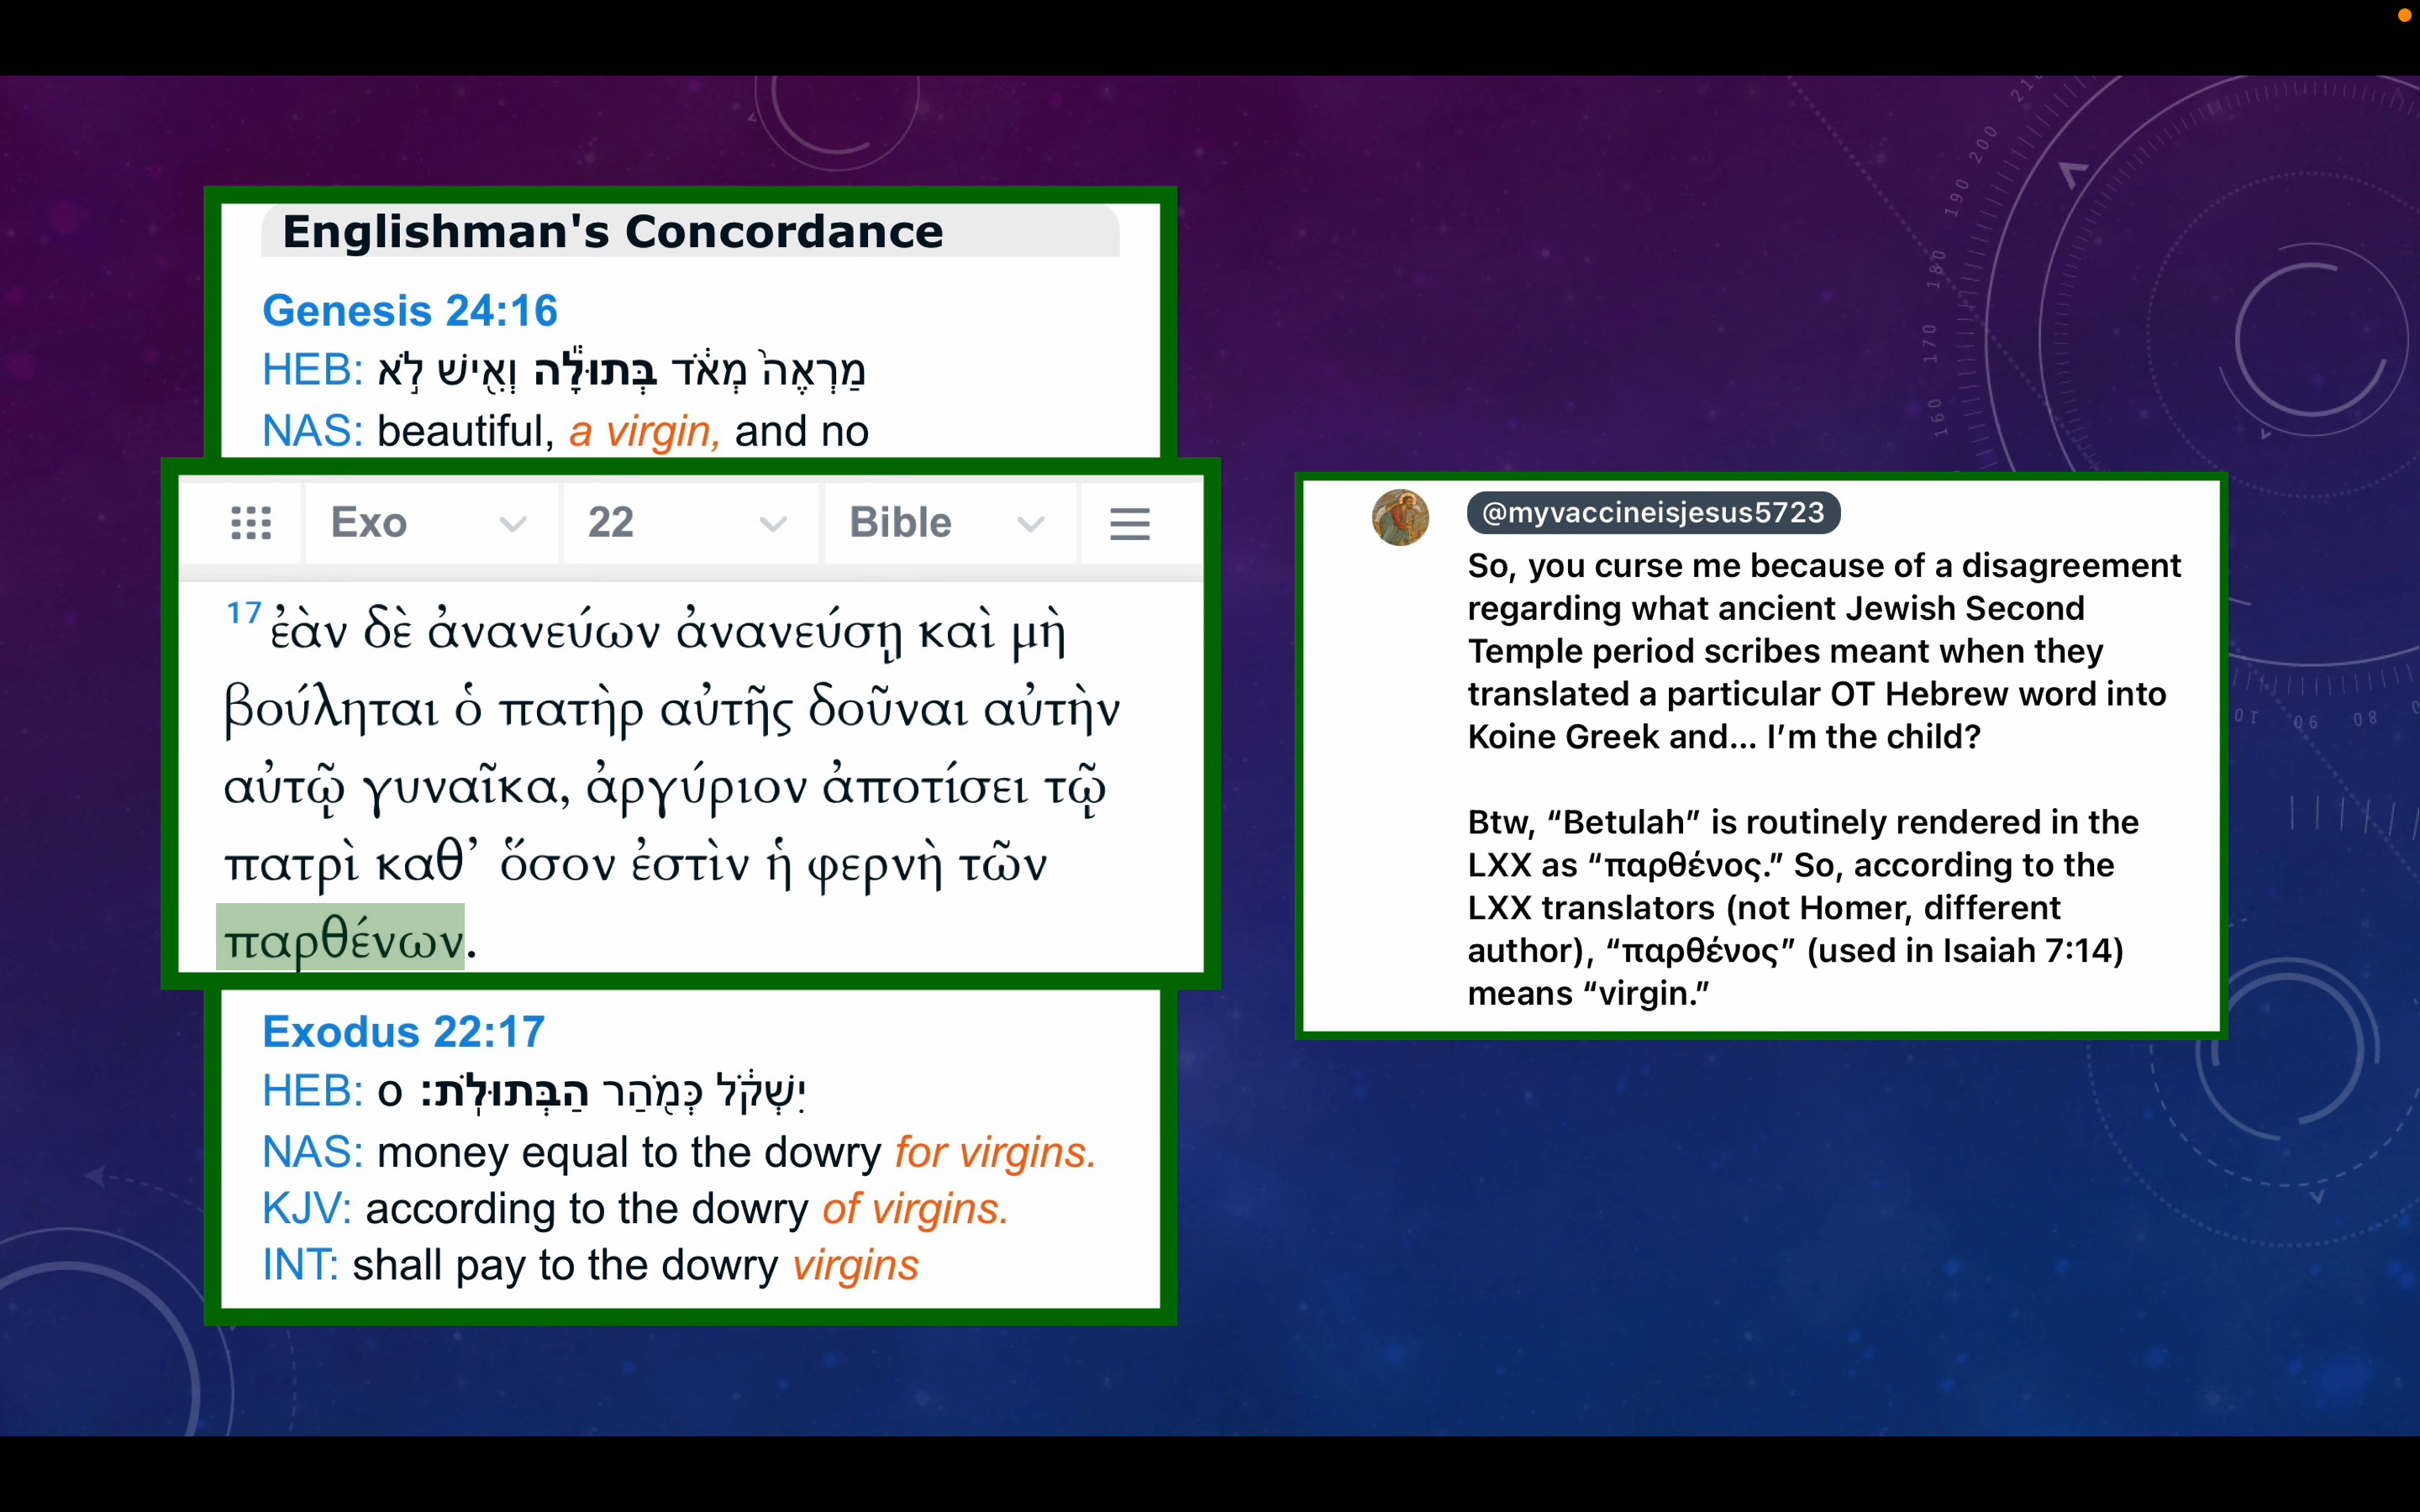 Englishman's Concordance
Genesis 24:16
HEB: מַרְאֶה֙ מְאֹ֔ד בְּתוּלָ֕ה וְאִ֖ישׁ לֹ֣א
NAS: beautiful, a virgin, and no
Exo 22 Bible
17 ἐὰν δὲ ἀνανεύων ἀνανεύσῃ καὶ μὴ
βούληται ὁ πατὴρ αὐτῆς δοῦναι αὐτὴν
αὐτῷ γυναῖκα, ἀργύριον ἀποτίσει τῷ
πατρὶ καθ’ ὅσον ἐστὶν ἡ φερνὴ τῶν
παρθένων.
Exodus 22:17
HEB: יִשְׁקֹ֔ל כְּמֹ֖הַר הַבְּתוּלֹֽת׃ ס
NAS: money equal to the dowry for virgins.
KJV: according to the dowry of virgins.
INT: shall pay to the dowry virgins
@myvaccineisjesus5723
So, you curse me because of a disagreement
regarding what ancient Jewish Second
Temple period scribes meant when they
translated a particular OT Hebrew word into
Koine Greek and... I’m the child?
Btw, “Betulah” is routinely rendered in the
LXX as “παρθένος.” So, according to the
LXX translators (not Homer, different
author), “παρθένος” (used in Isaiah 7:14)
means “virgin.”
210
200
190
180
170
160